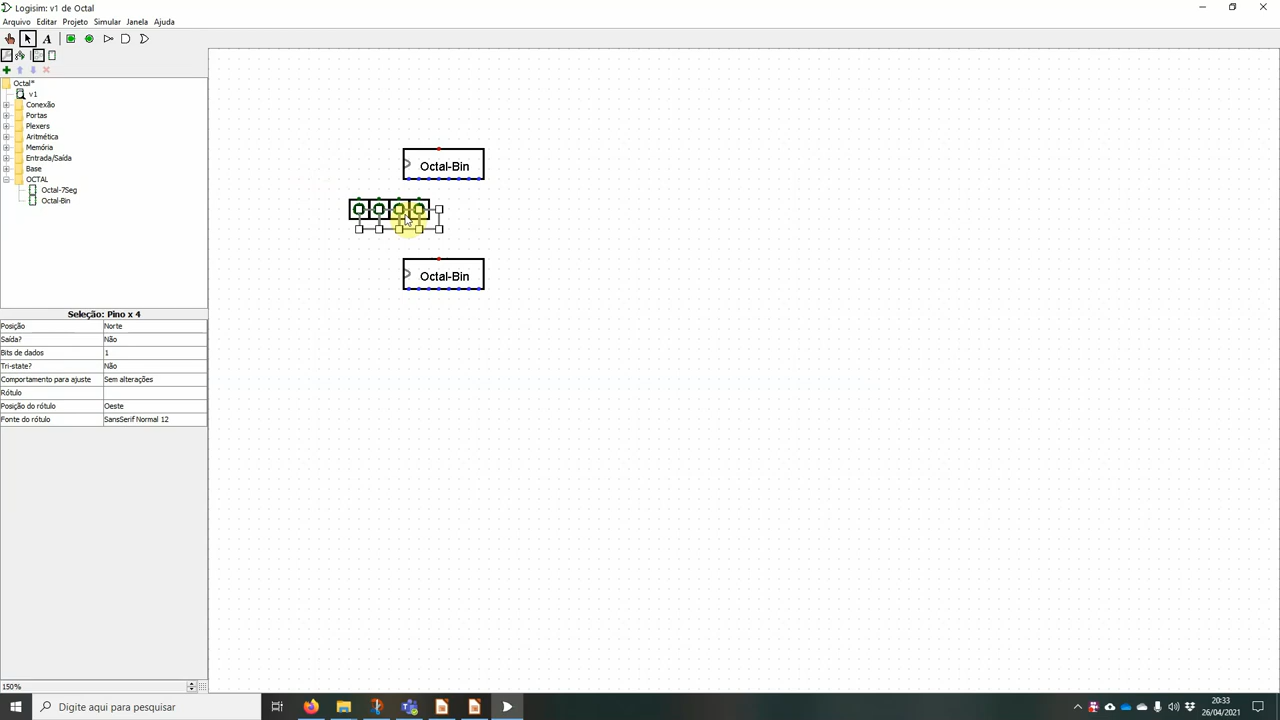 Logisim: v1 de Octal
Arquivo Editar Projeto Simular Janela Ajuda
A
Octal*
v1
Conexão
Portas
Plexers
Aritmética
Memória
Entrada/Saída
Base
OCTAL
Octal-7Seg
Octal-Bin
Octal-Bin
Octal-Bin
Seleção: Pino x 4
Posição Norte
Saída? Não
Bits de dados 1
Tri-state? Não
Comportamento para ajuste Sem alterações
Rótulo
Posição do rótulo Oeste
Fonte do rótulo SansSerif Normal 12
150%
Digite aqui para pesquisar
20:33
26/04/2021